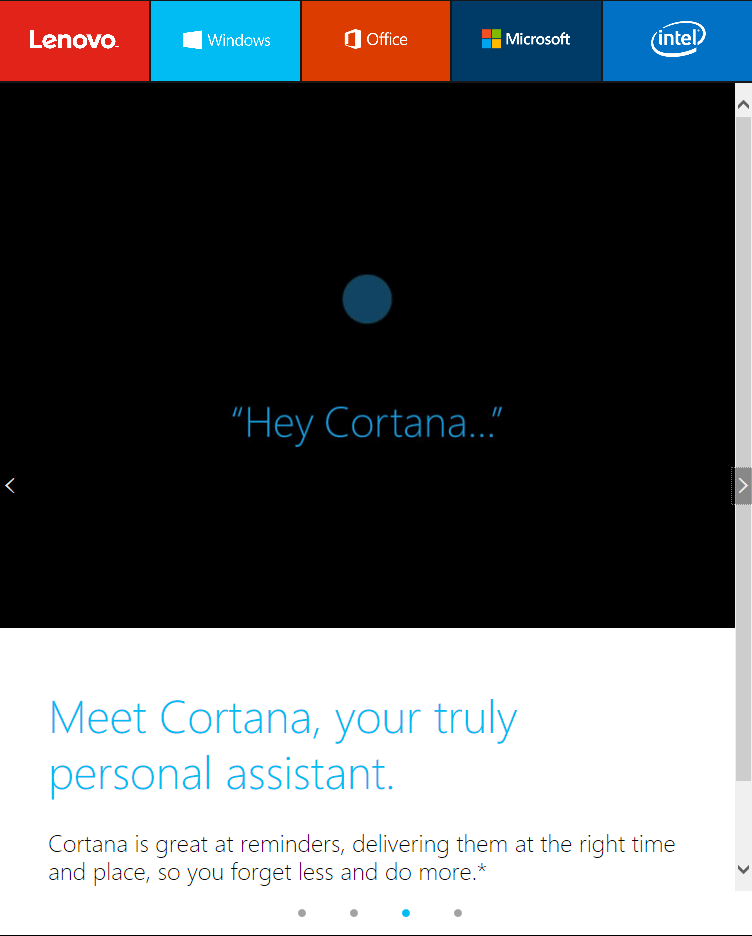 Lenovo
Windows
Office
Microsoft
intel
“Hey Cortana...”
Meet Cortana, your truly
personal assistant.
Cortana is great at reminders, delivering them at the right time
and place, so you forget less and do more.*